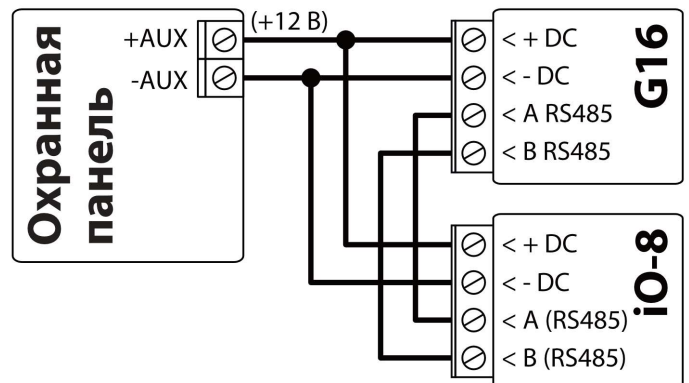 Охранная
панель
+AUX
-AUX
(+12 В)
< + DC
< - DC
< A RS485
< B RS485
G16
< + DC
< - DC
< A (RS485)
< B (RS485)
iO-8